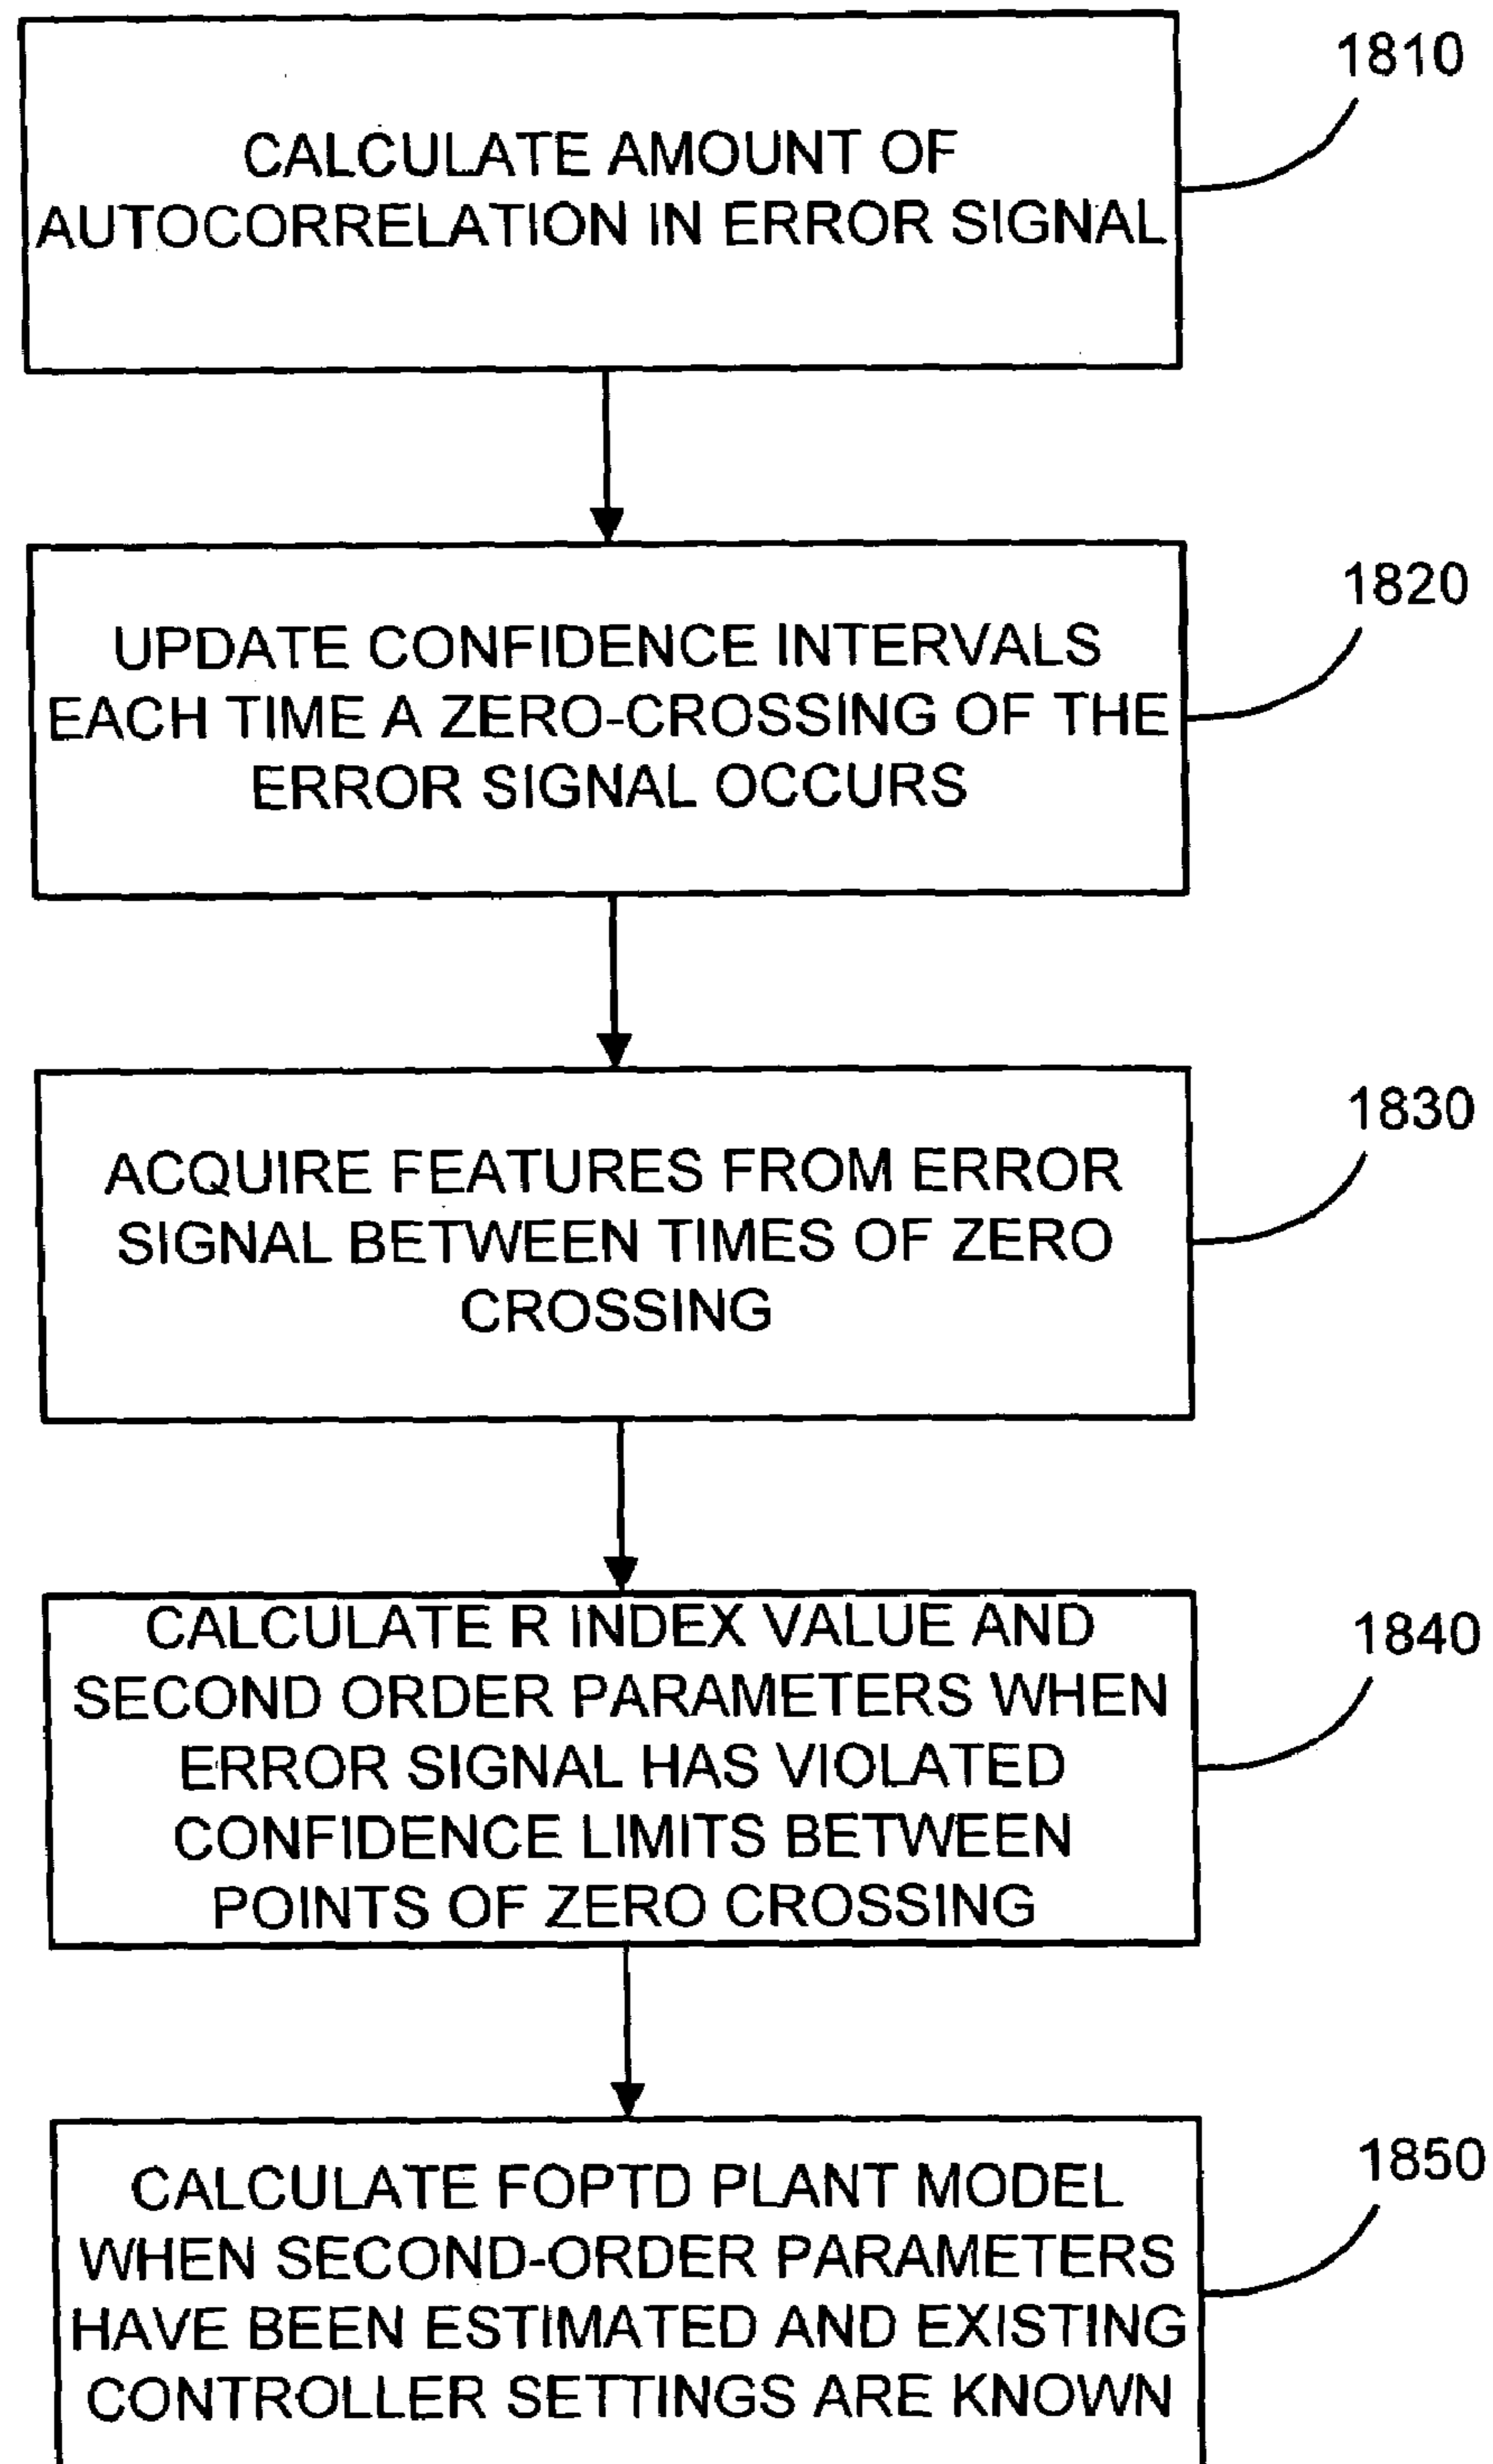 1810
CALCULATE AMOUNT OF
AUTOCORRELATION IN ERROR SIGNAL
1820
UPDATE CONFIDENCE INTERVALS
EACH TIME A ZERO-CROSSING OF THE
ERROR SIGNAL OCCURS
1830
ACQUIRE FEATURES FROM ERROR
SIGNAL BETWEEN TIMES OF ZERO
CROSSING
1840
CALCULATE R INDEX VALUE AND
SECOND ORDER PARAMETERS WHEN
ERROR SIGNAL HAS VIOLATED
CONFIDENCE LIMITS BETWEEN
POINTS OF ZERO CROSSING
1850
CALCULATE FOPTD PLANT MODEL
WHEN SECOND-ORDER PARAMETERS
HAVE BEEN ESTIMATED AND EXISTING
CONTROLLER SETTINGS ARE KNOWN